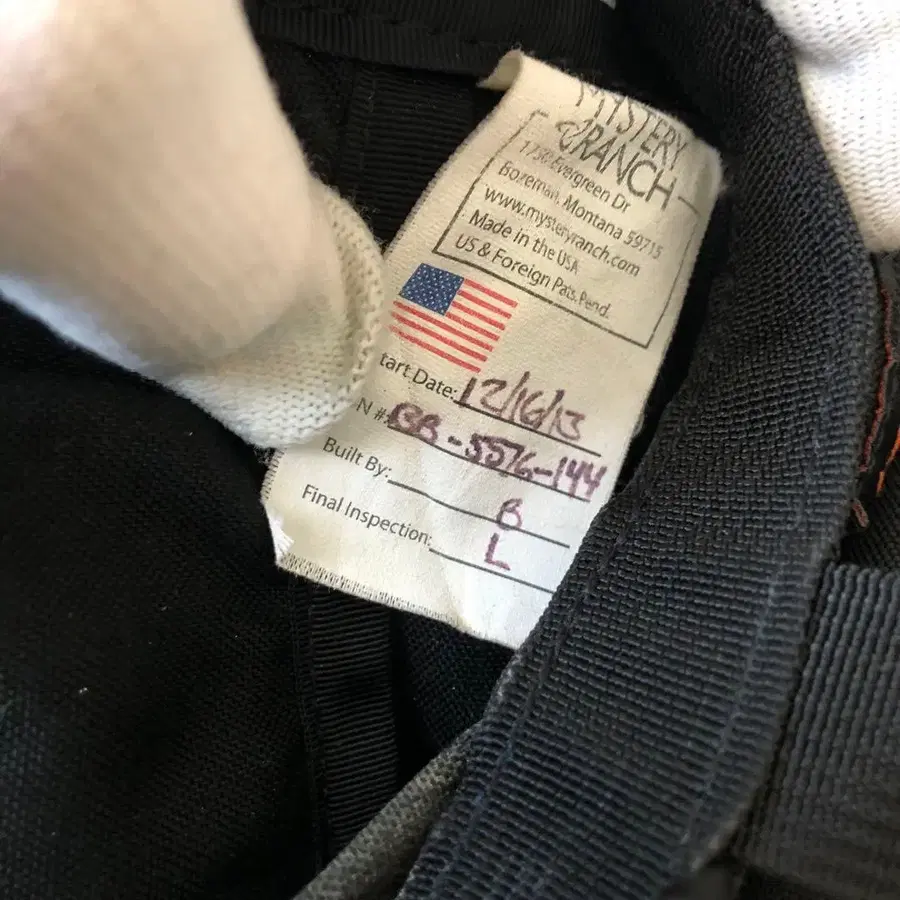 MYSTERY
RANCH
Evergreen Dr
Bozeman, Montana 59715
www.mysteryranch.com
Made in the USA
US & Foreign Pats. Pend.
tart Date: 12/16/13
N #: BB-5576-144
Built By: B
Final Inspection: L